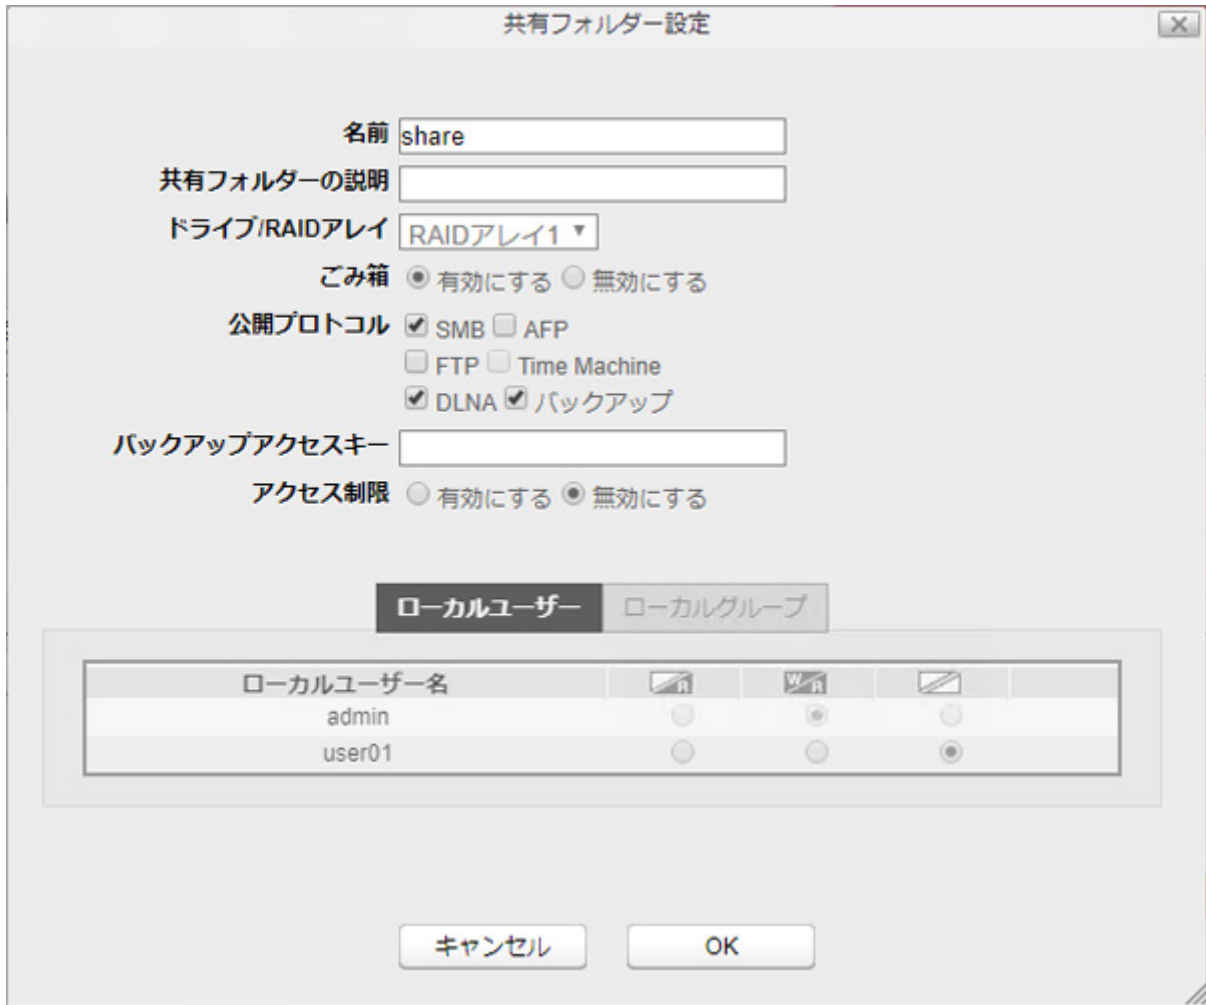 共有フォルダー設定
名前 share
共有フォルダーの説明
ドライブ/RAIDアレイ RAIDアレイ1
ごみ箱 有効にする 無効にする
公開プロトコル SMB AFP
FTP Time Machine
DLNA バックアップ
バックアップアクセスキー
アクセス制限 有効にする 無効にする
ローカルユーザー ローカルグループ
ローカルユーザー名 R W/R
admin
user01
キャンセル OK